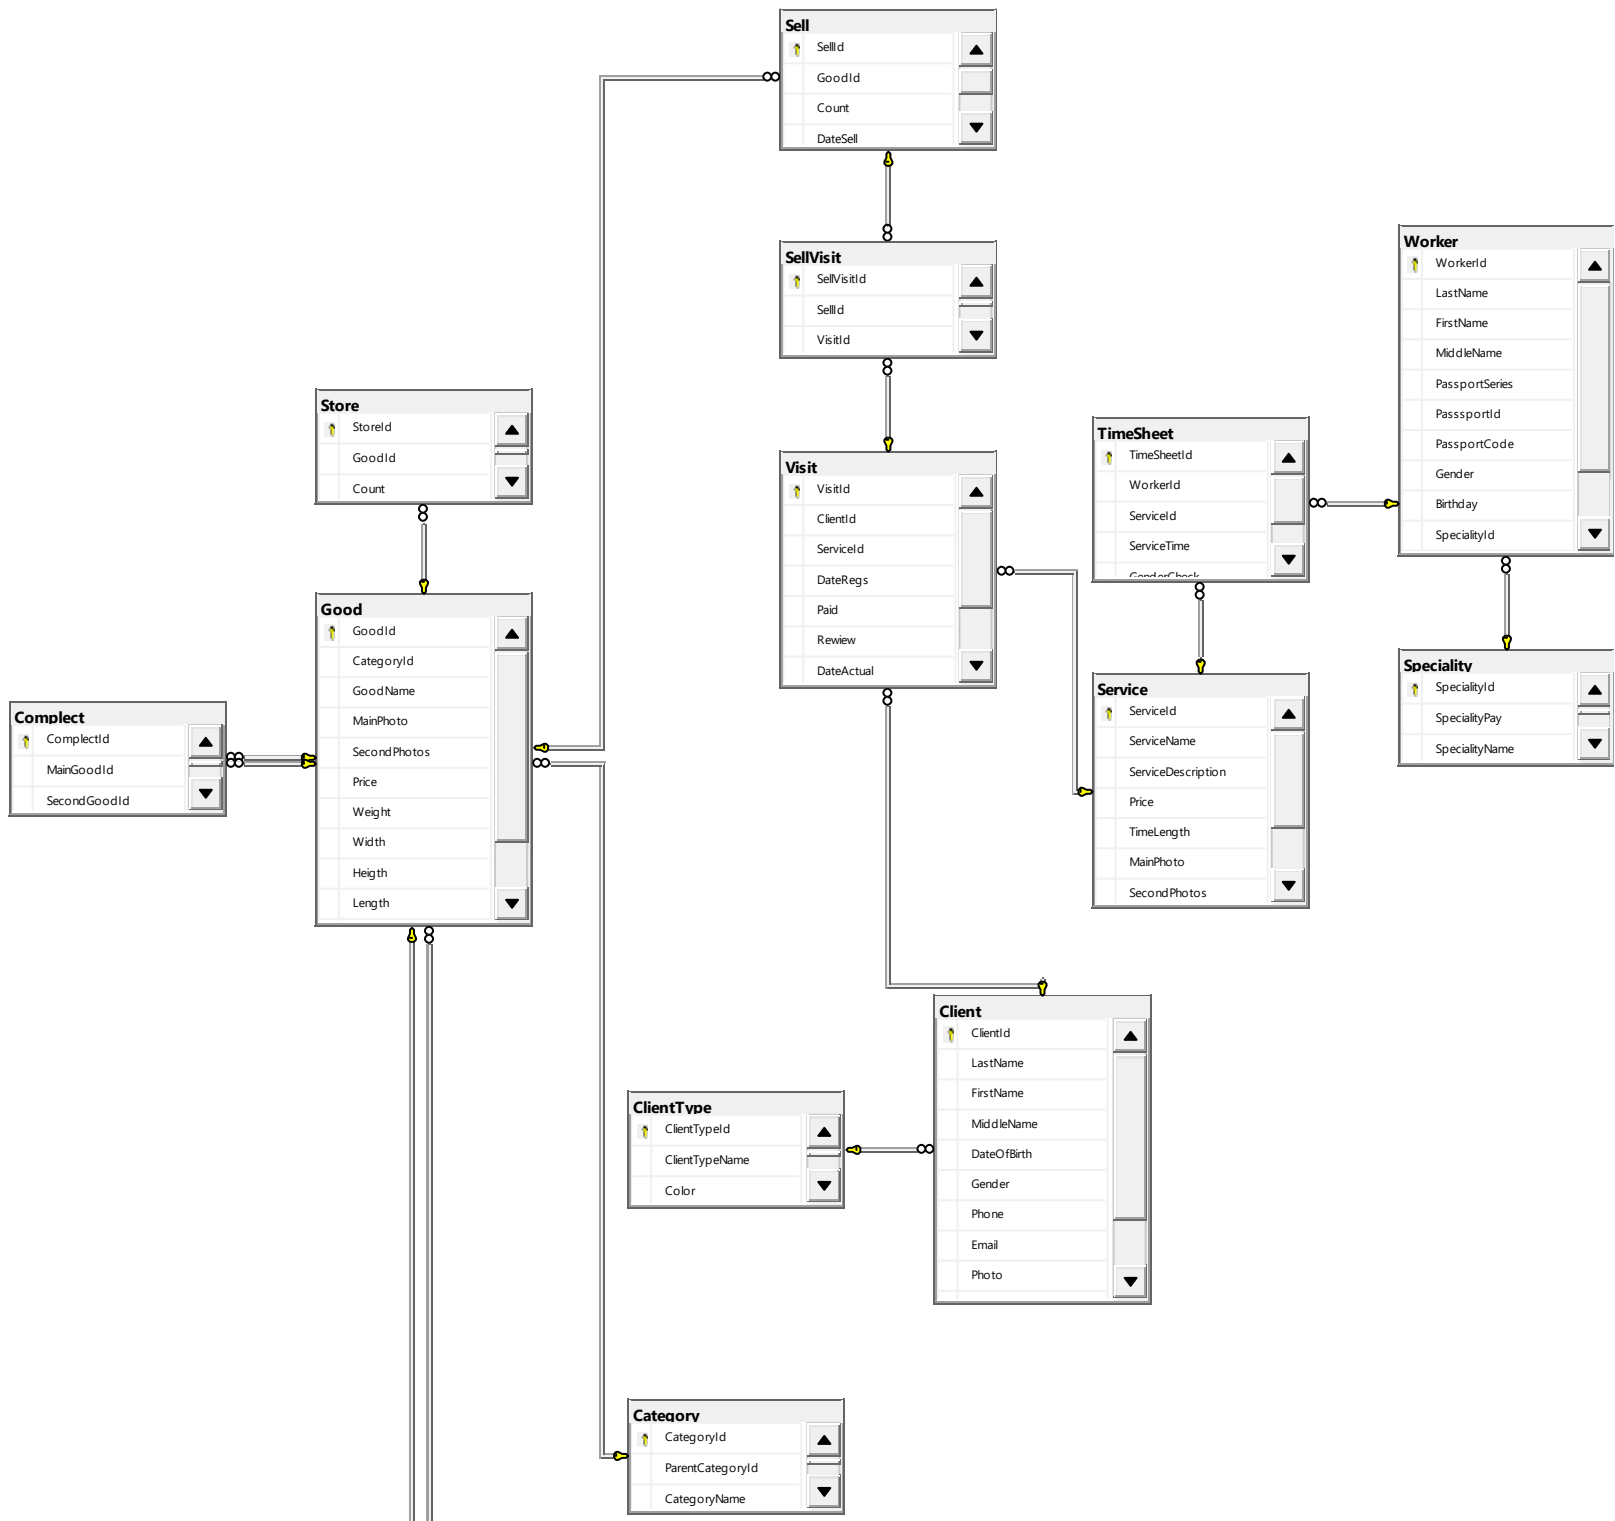 Sell
SellId
GoodId
Count
DateSell
SellVisit
SellVisitId
SellId
VisitId
Worker
WorkerId
LastName
FirstName
MiddleName
PassportSeries
PasssportId
PassportCode
Gender
Birthday
SpecialityId
Store
StoreId
GoodId
Count
TimeSheet
TimeSheetId
WorkerId
ServiceId
ServiceTime
GenderCheck
Visit
VisitId
ClientId
ServiceId
DateRegs
Paid
Rewiew
DateActual
Good
GoodId
CategoryId
GoodName
MainPhoto
SecondPhotos
Price
Weight
Width
Heigth
Length
Speciality
SpecialityId
SpecialityPay
SpecialityName
Service
ServiceId
ServiceName
ServiceDescription
Price
TimeLength
MainPhoto
SecondPhotos
Complect
ComplectId
MainGoodId
SecondGoodId
Client
ClientId
LastName
FirstName
MiddleName
DateOfBirth
Gender
Phone
Email
Photo
ClientType
ClientTypeId
ClientTypeName
Color
Category
CategoryId
ParentCategoryId
CategoryName